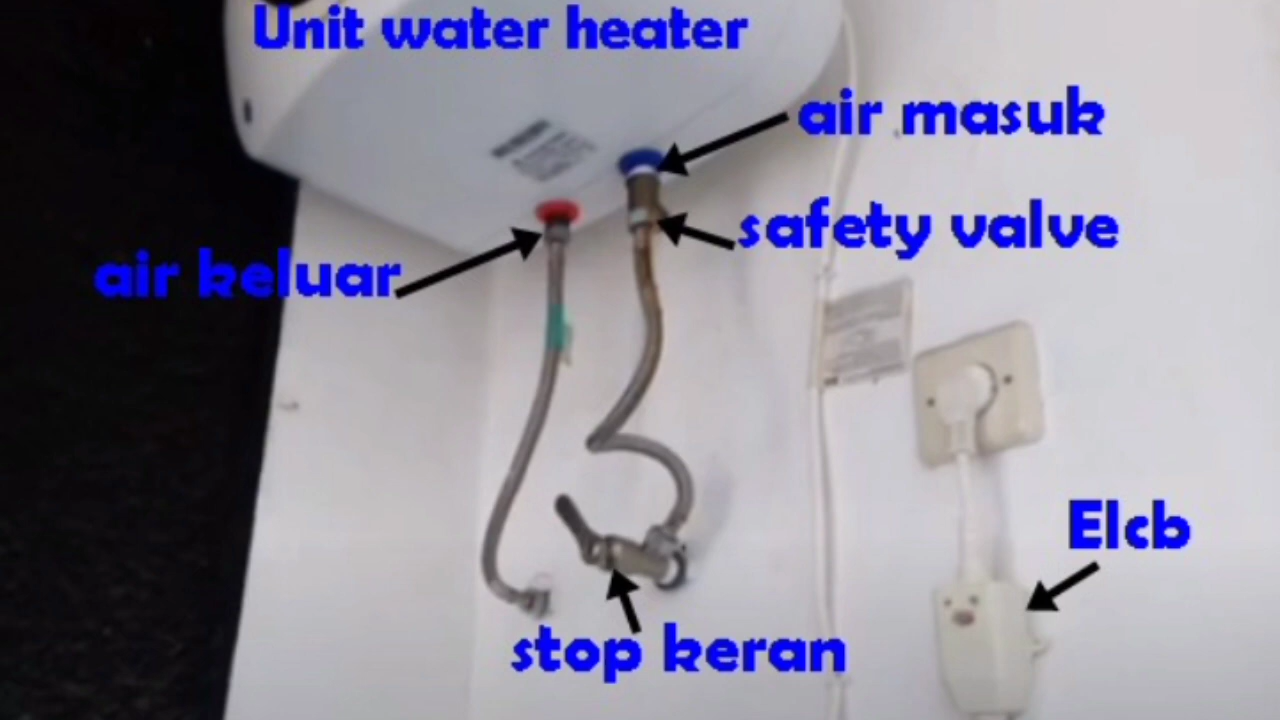 Unit water heater
air masuk
safety valve
air keluar
Elcb
stop keran